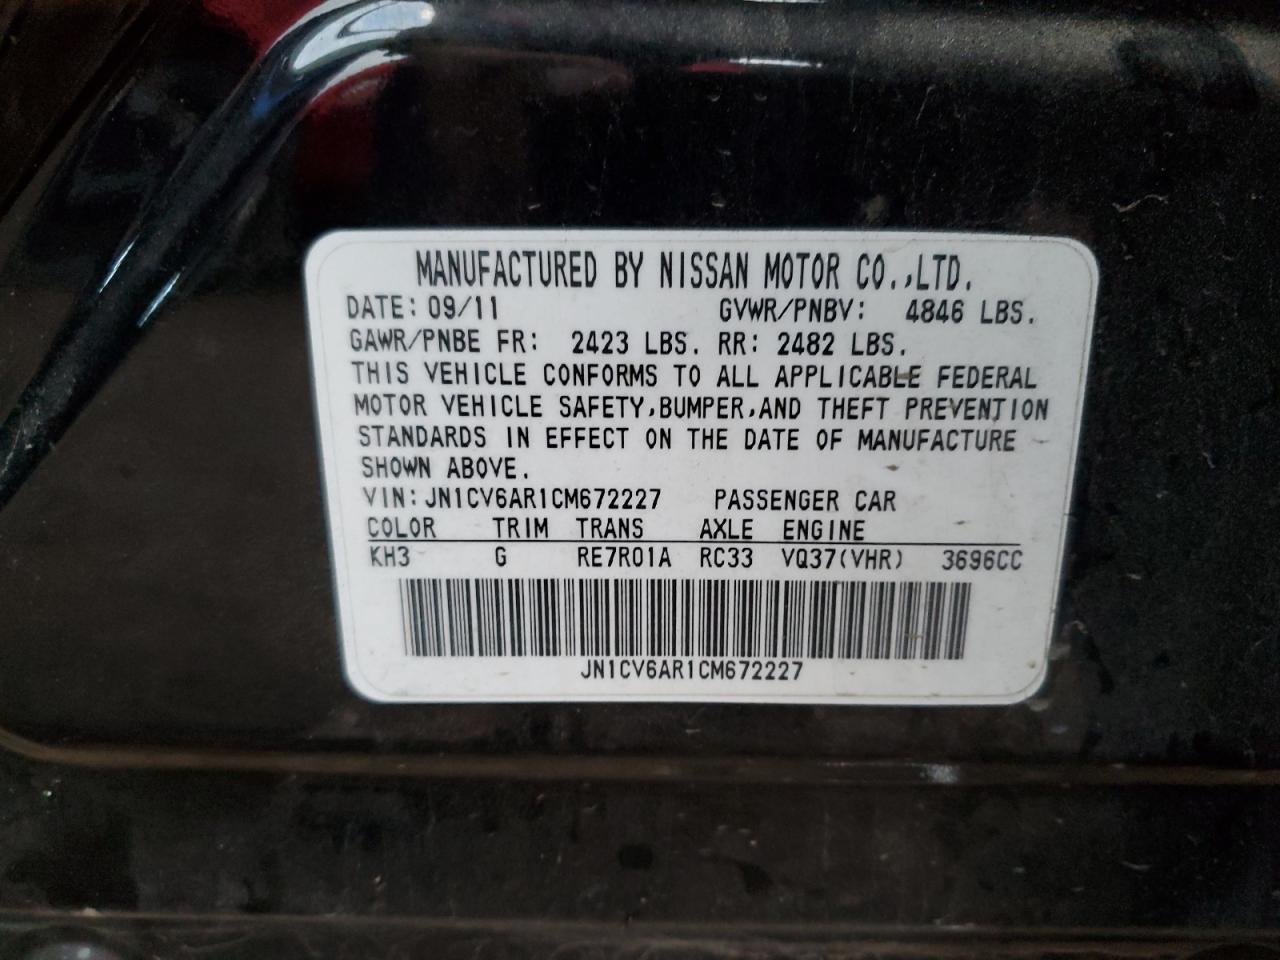 MANUFACTURED BY NISSAN MOTOR CO.,LTD.
DATE: 09/11 GVWR/PNBV: 4846 LBS.
GAWR/PNBE FR: 2423 LBS. RR: 2482 LBS.
THIS VEHICLE CONFORMS TO ALL APPLICABLE FEDERAL
MOTOR VEHICLE SAFETY,BUMPER,AND THEFT PREVENTION
STANDARDS IN EFFECT ON THE DATE OF MANUFACTURE
SHOWN ABOVE.
VIN: JN1CV6AR1CM672227 PASSENGER CAR
COLOR TRIM TRANS AXLE ENGINE
KH3 G RE7R01A RC33 VQ37(VHR) 3696CC
JN1CV6AR1CM672227